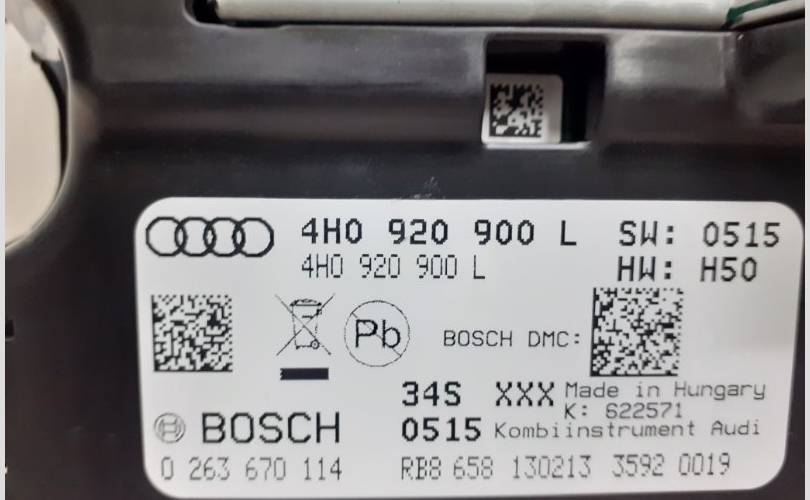 4H0 920 900 L SW: 0515
4H0 920 900 L HW: H50
Pb BOSCH DMC:
34S XXX Made in Hungary
K: 622571
BOSCH 0515 Kombiinstrument Audi
0 263 670 114 RB8 658 130213 3592 0019